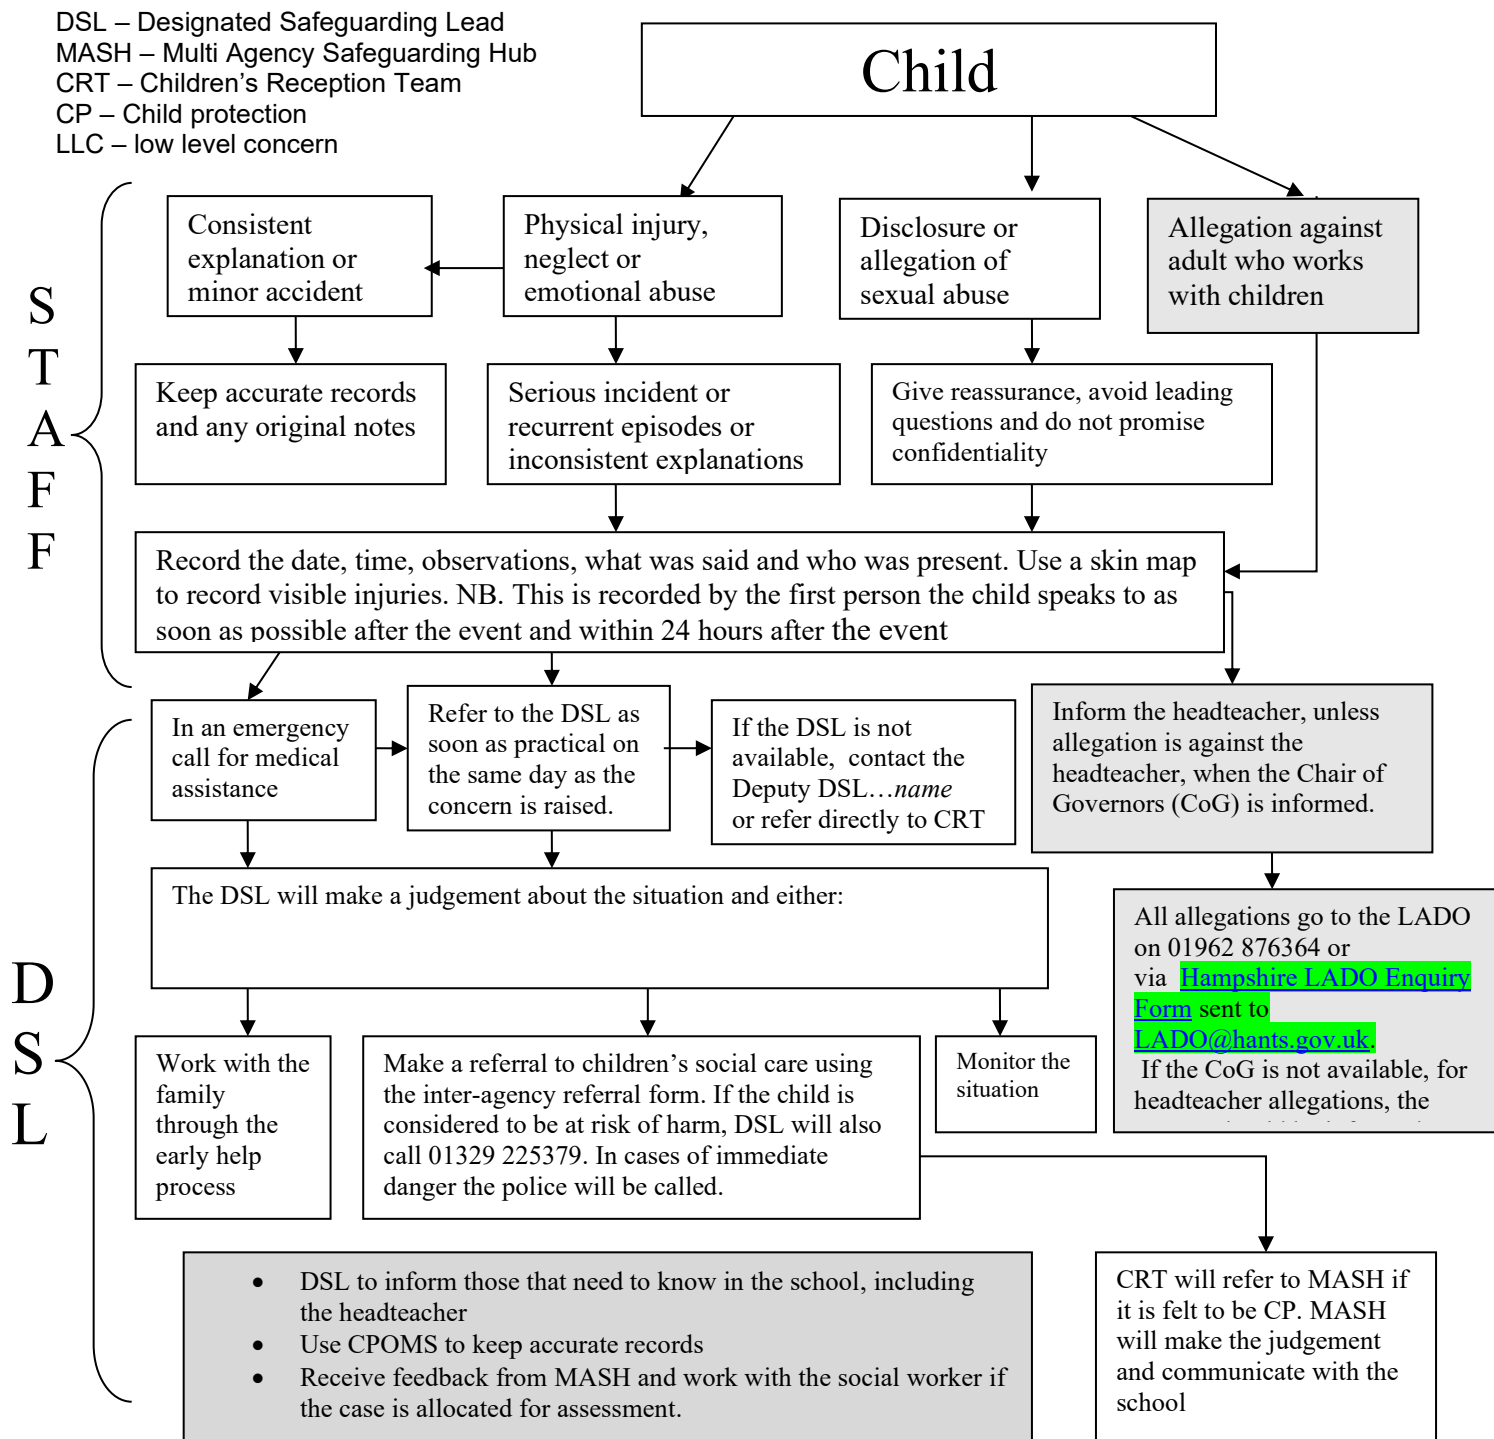 DSL – Designated Safeguarding Lead
MASH – Multi Agency Safeguarding Hub
CRT – Children's Reception Team
CP – Child protection
LLC – low level concern
Child
S
T
A
F
F
Consistent
explanation or
minor accident
Physical injury,
neglect or
emotional abuse
Disclosure or
allegation of
sexual abuse
Allegation against
adult who works
with children
Keep accurate records
and any original notes
Serious incident or
recurrent episodes or
inconsistent explanations
Give reassurance, avoid leading
questions and do not promise
confidentiality
Record the date, time, observations, what was said and who was present. Use a skin map
to record visible injuries. NB. This is recorded by the first person the child speaks to as
soon as possible after the event and within 24 hours after the event
D
S
L
In an emergency
call for medical
assistance
Refer to the DSL as
soon as practical on
the same day as the
concern is raised.
If the DSL is not
available,  contact the
Deputy DSL…name
or refer directly to CRT
Inform the headteacher, unless
allegation is against the
headteacher, when the Chair of
Governors (CoG) is informed.
The DSL will make a judgement about the situation and either:
All allegations go to the LADO
on 01962 876364 or
via  Hampshire LADO Enquiry
Form sent to
LADO@hants.gov.uk.
If the CoG is not available, for
headteacher allegations, the
Work with the
family
through the
early help
process
Make a referral to children's social care using
the inter-agency referral form. If the child is
considered to be at risk of harm, DSL will also
call 01329 225379. In cases of immediate
danger the police will be called.
Monitor the
situation
• DSL to inform those that need to know in the school, including
the headteacher
• Use CPOMS to keep accurate records
• Receive feedback from MASH and work with the social worker if
the case is allocated for assessment.
CRT will refer to MASH if
it is felt to be CP. MASH
will make the judgement
and communicate with the
school